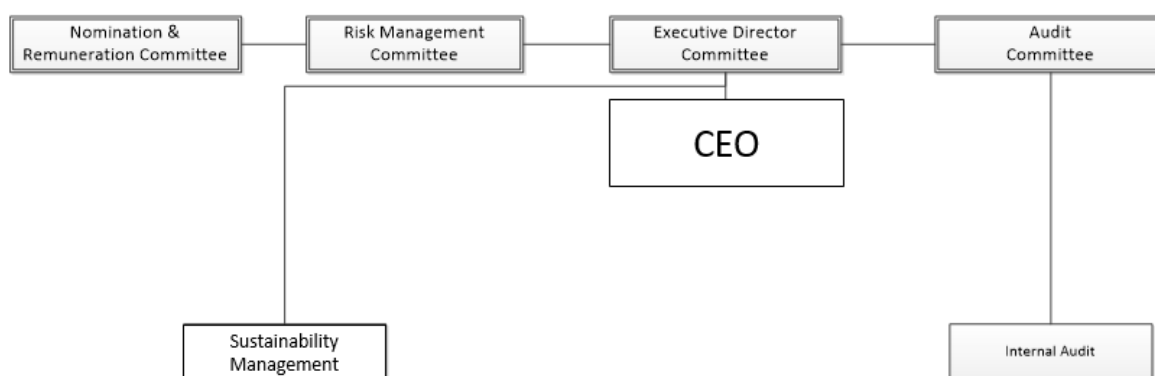 Nomination &
Remuneration Committee
Risk Management
Committee
Executive Director
Committee
Audit
Committee
CEO
Sustainability
Management
Internal Audit